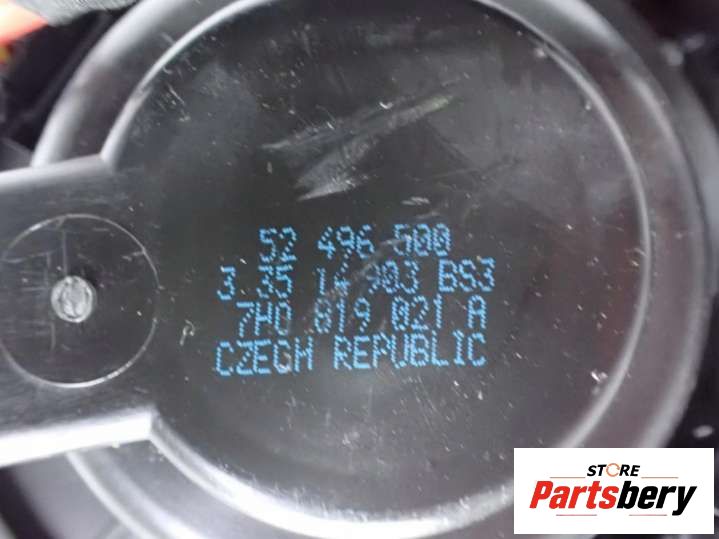 52 496 500
3 35 14 903 BS3
7H0 819 021 A
CZECH REPUBLIC
STORE
Partsbery